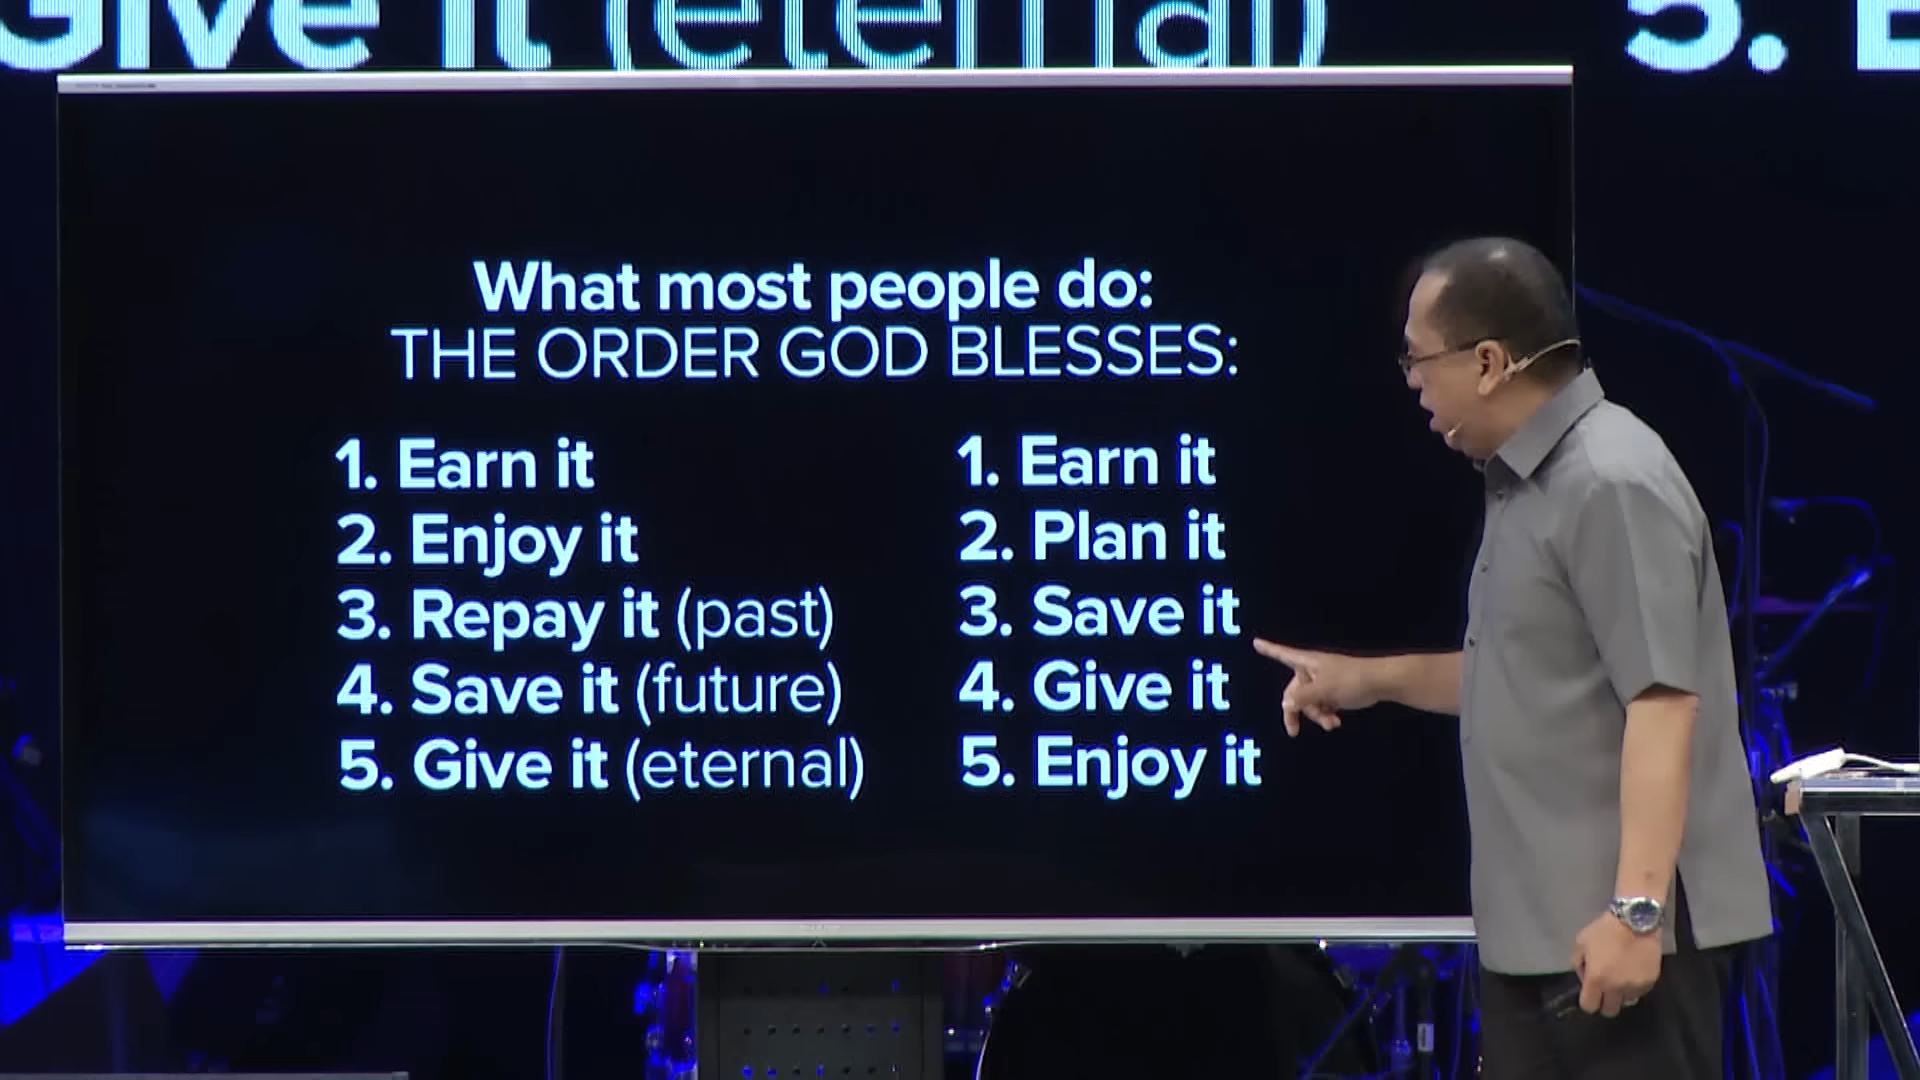 Give it (eternal)
5.
What most people do:
THE ORDER GOD BLESSES:
1. Earn it
2. Enjoy it
3. Repay it (past)
4. Save it (future)
5. Give it (eternal)
1. Earn it
2. Plan it
3. Save it
4. Give it
5. Enjoy it